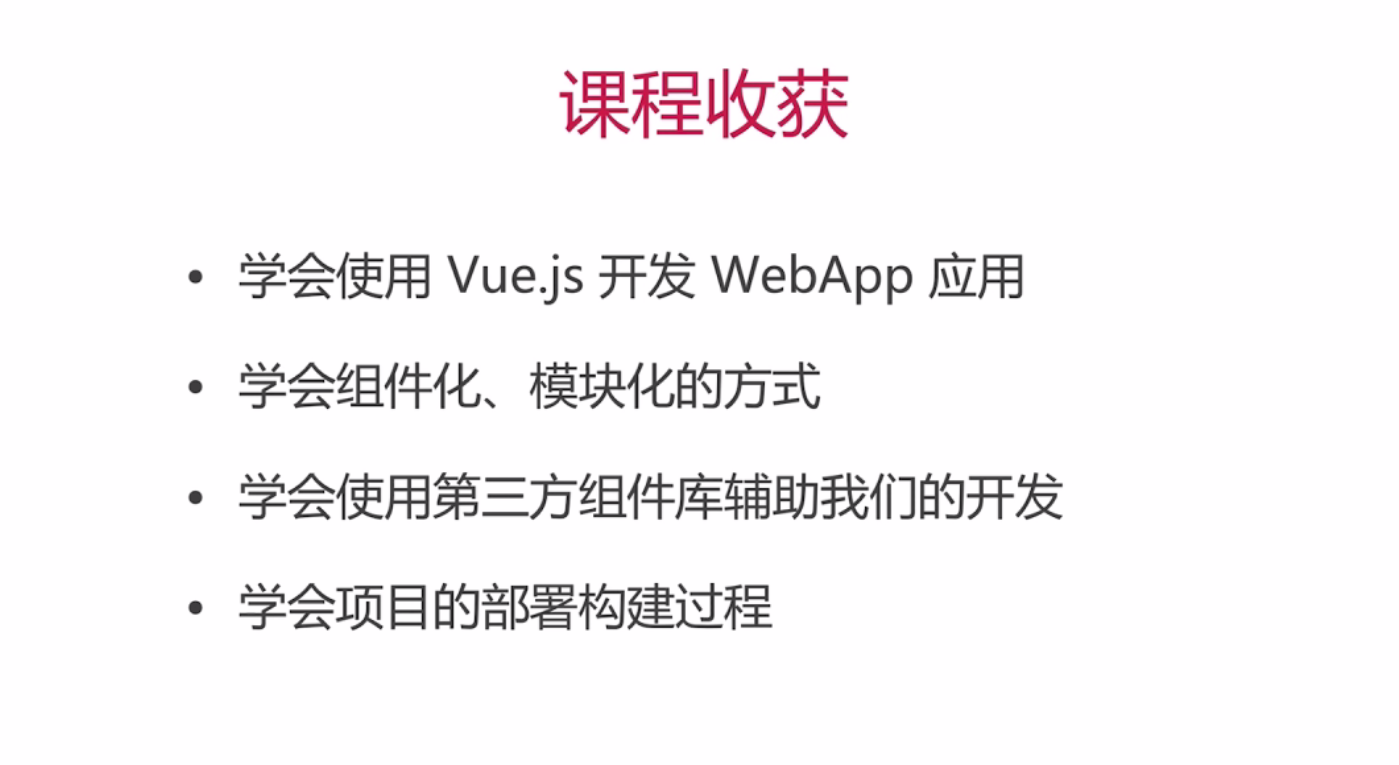 课程收获
• 学会使用 Vue.js 开发 WebApp 应用
• 学会组件化、模块化的方式
• 学会使用第三方组件库辅助我们的开发
• 学会项目的部署构建过程